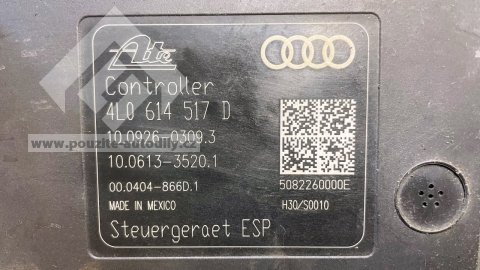 Ate
Controller
4L0 614 517 D
www.pouzite-autodily.cz
10.0926-0309.3
10.0613-3520.1
00.0404-866D.1
5082260000E
MADE IN MEXICO
H30/S0010
Steuergeraet ESP